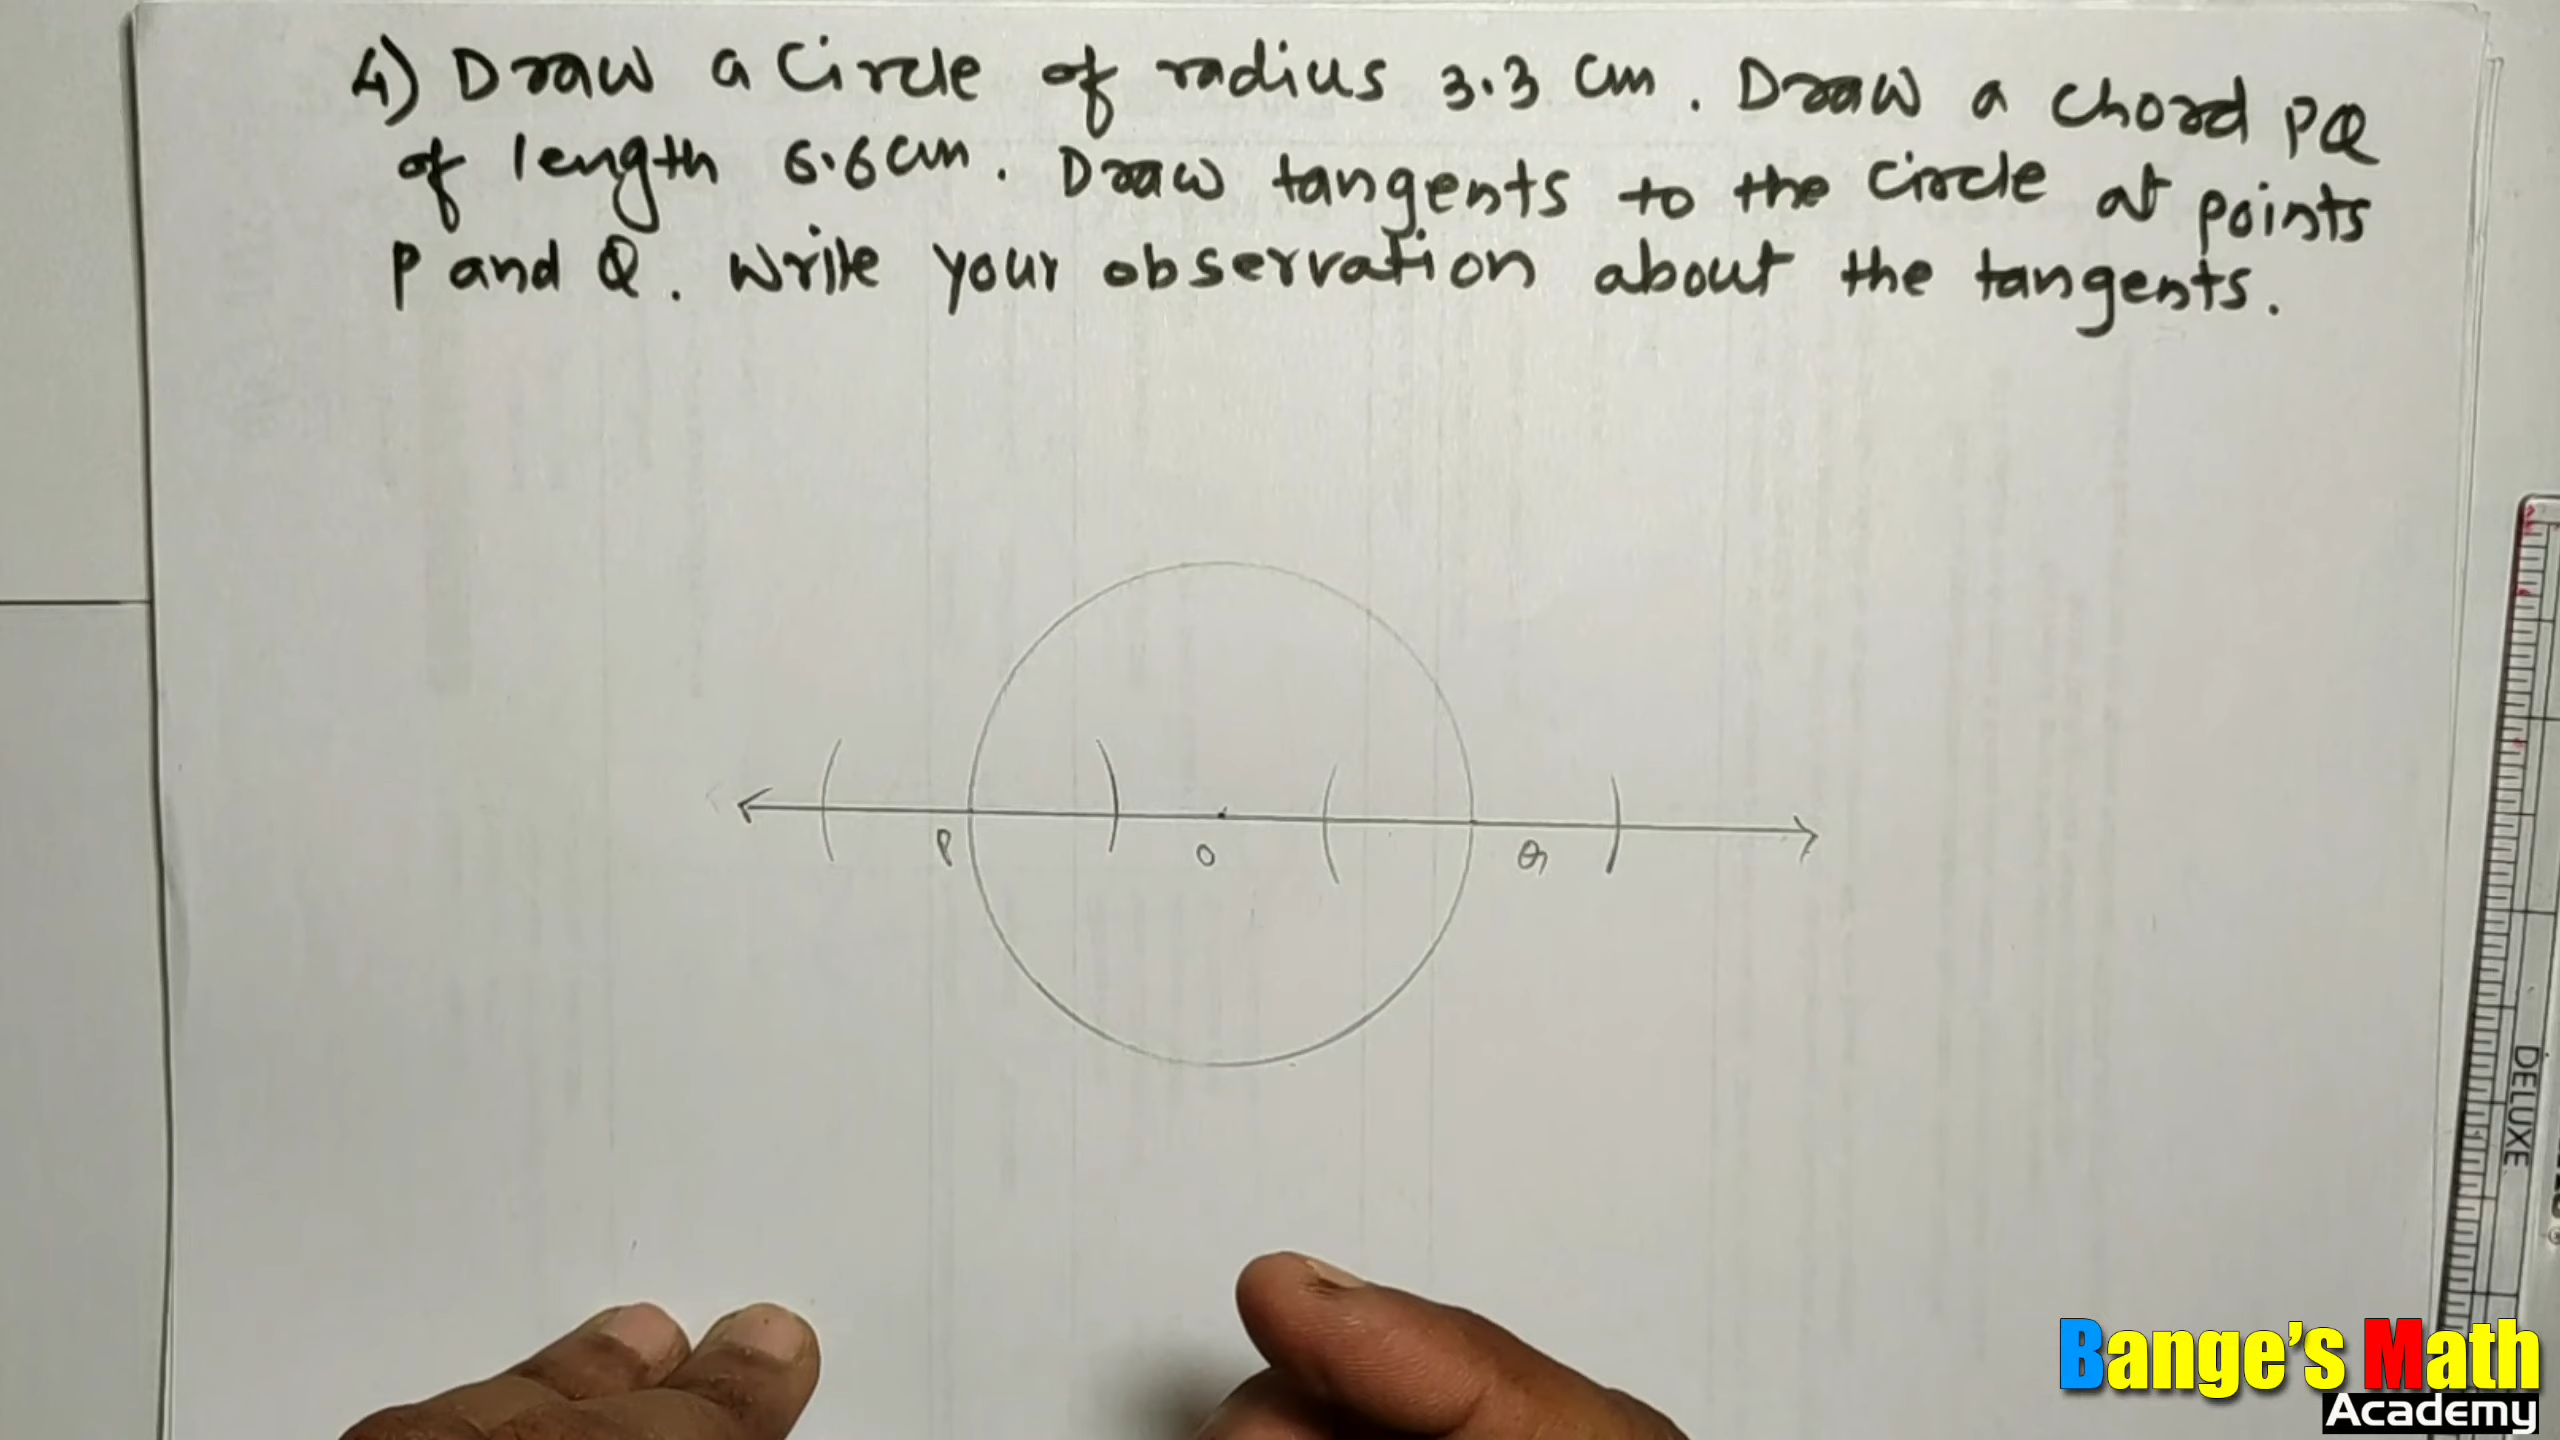 4) Draw a Circle of radius 3.3 cm. Draw a chord PQ
of length 6.6cm. Draw tangents to the circle at points
P and Q. Write your observation about the tangents.
P O Q
DELUXE
Bange's Math
Academy